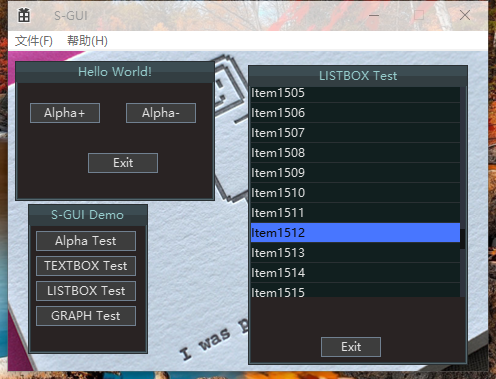 S-GUI
文件(F) 帮助(H)
Hello World!
Alpha+ Alpha-
Exit
S-GUI Demo
Alpha Test
TEXTBOX Test
LISTBOX Test
GRAPH Test
LISTBOX Test
Item1505
Item1506
Item1507
Item1508
Item1509
Item1510
Item1511
Item1512
Item1513
Item1514
Item1515
Exit
I was